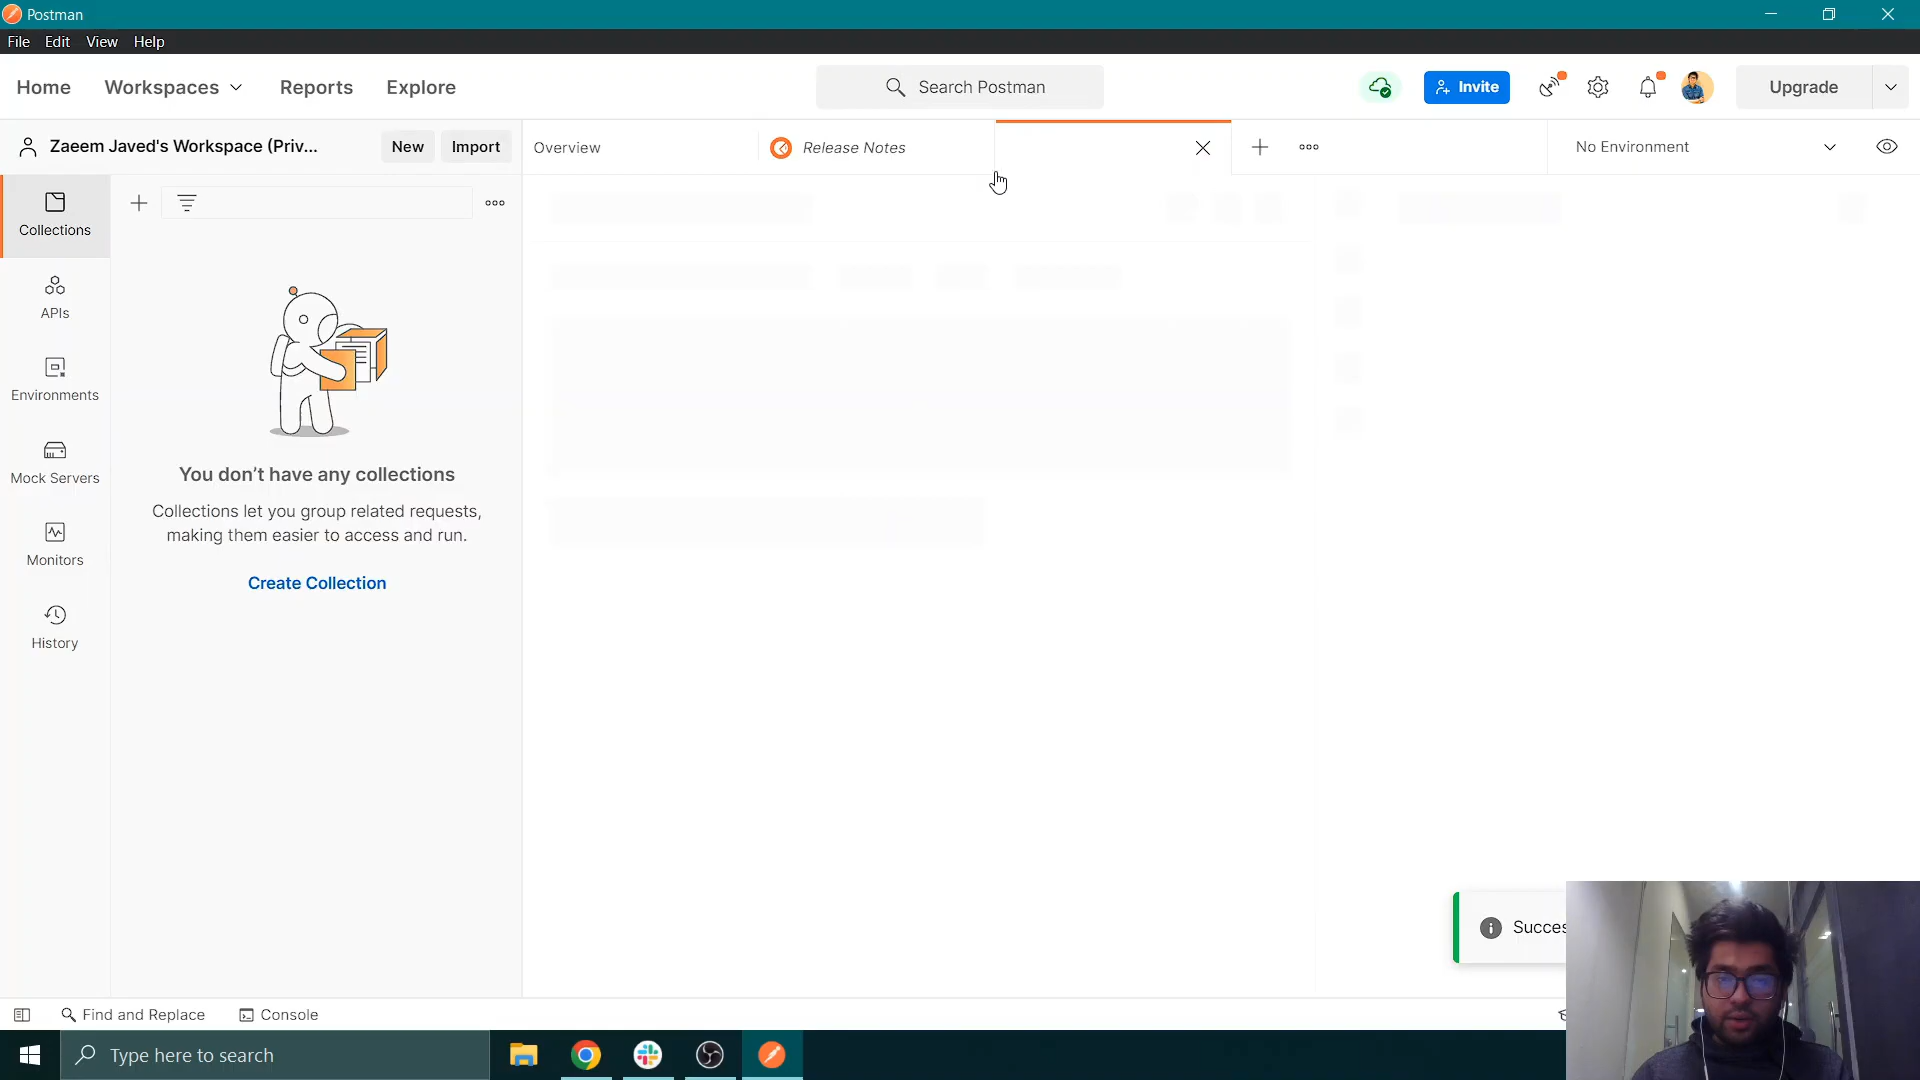 Postman
File Edit View Help
Home Workspaces Reports Explore
Search Postman
Invite
Upgrade
Zaeem Javed's Workspace (Priv...
New
Import
Overview
Release Notes
No Environment
Collections
APIs
Environments
Mock Servers
Monitors
History
You don't have any collections
Collections let you group related requests,
making them easier to access and run.
Create Collection
Succes
Find and Replace
Console
Type here to search